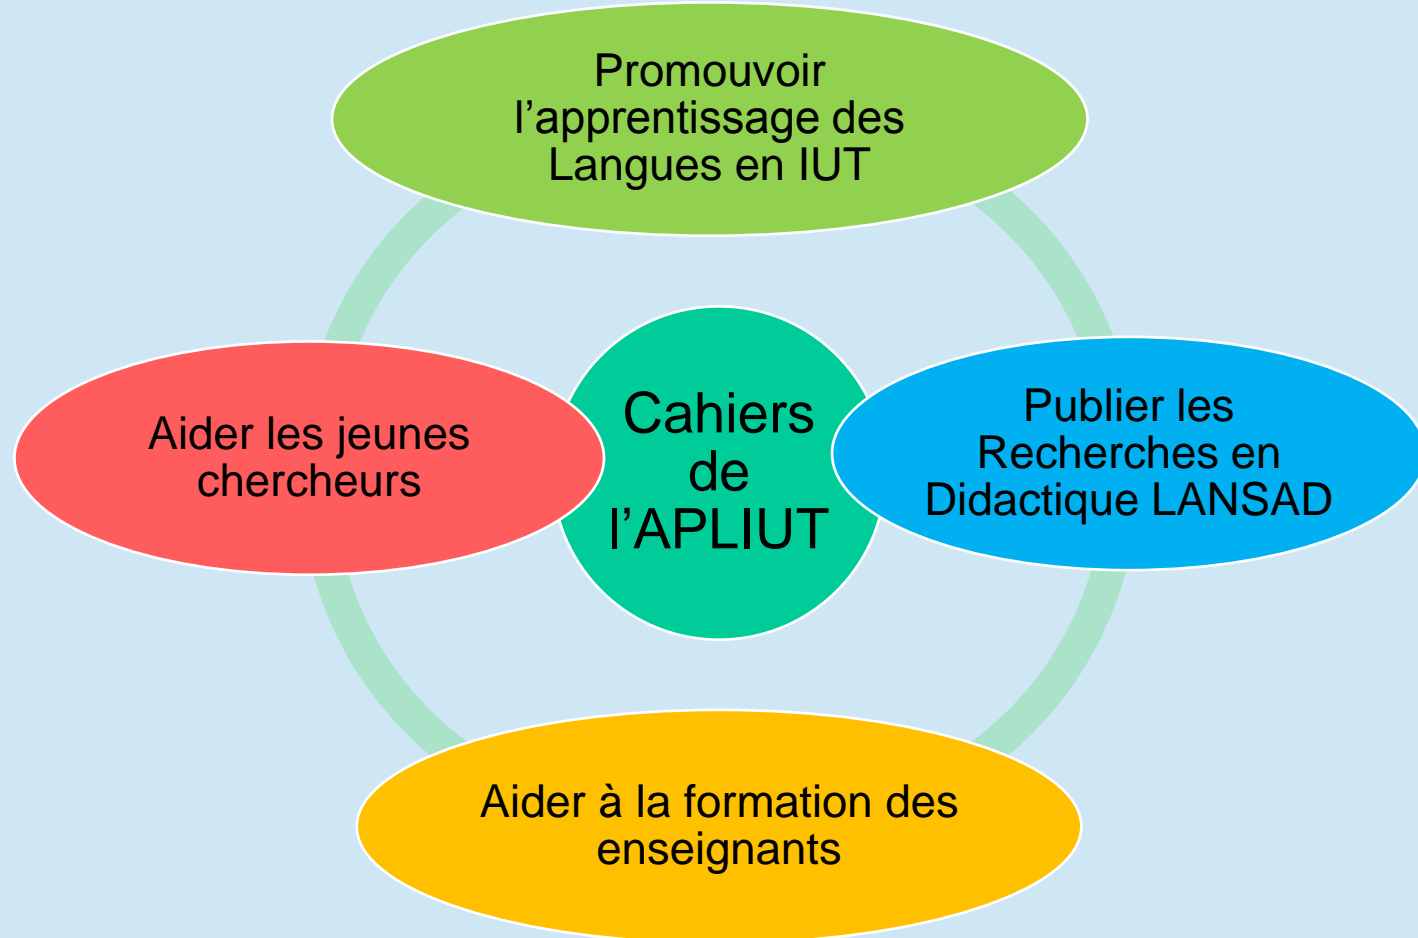 Promouvoir
l’apprentissage des
Langues en IUT
Aider les jeunes
chercheurs
Cahiers
de
l’APLIUT
Publier les
Recherches en
Didactique LANSAD
Aider à la formation des
enseignants